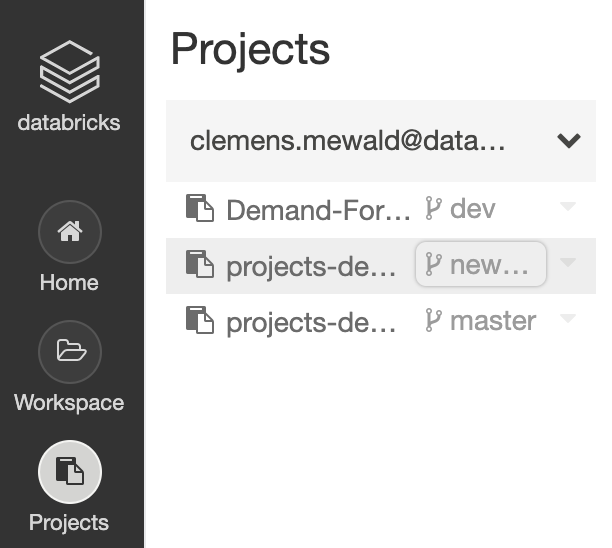 databricks
Home
Workspace
Projects
Projects
clemens.mewald@data...
Demand-For... dev
projects-de... new...
projects-de... master